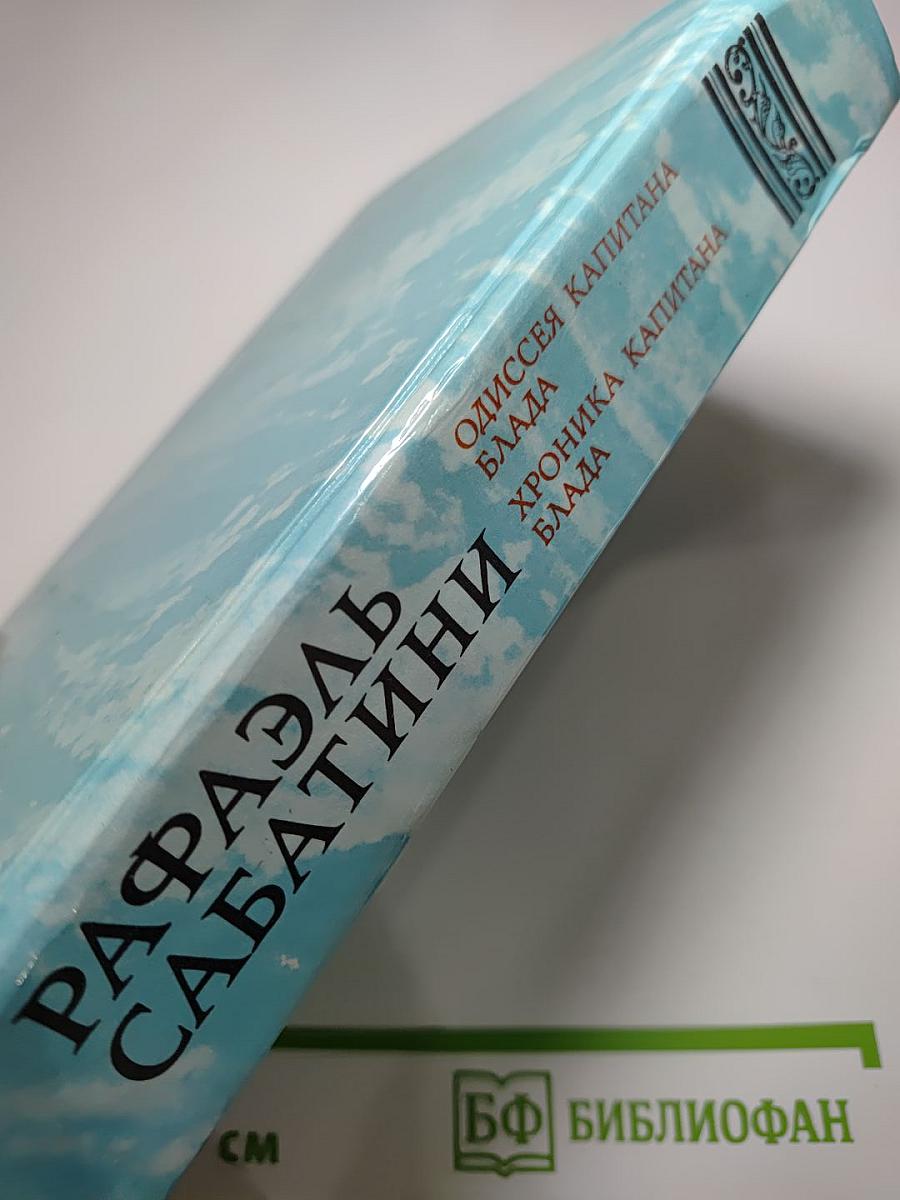 РАФАЭЛЬ
САБАТИНИ
ОДИССЕЯ КАПИТАНА
БЛАДА
ХРОНИКА КАПИТАНА
БЛАДА
СМ
БФ
БИБЛИОФАН